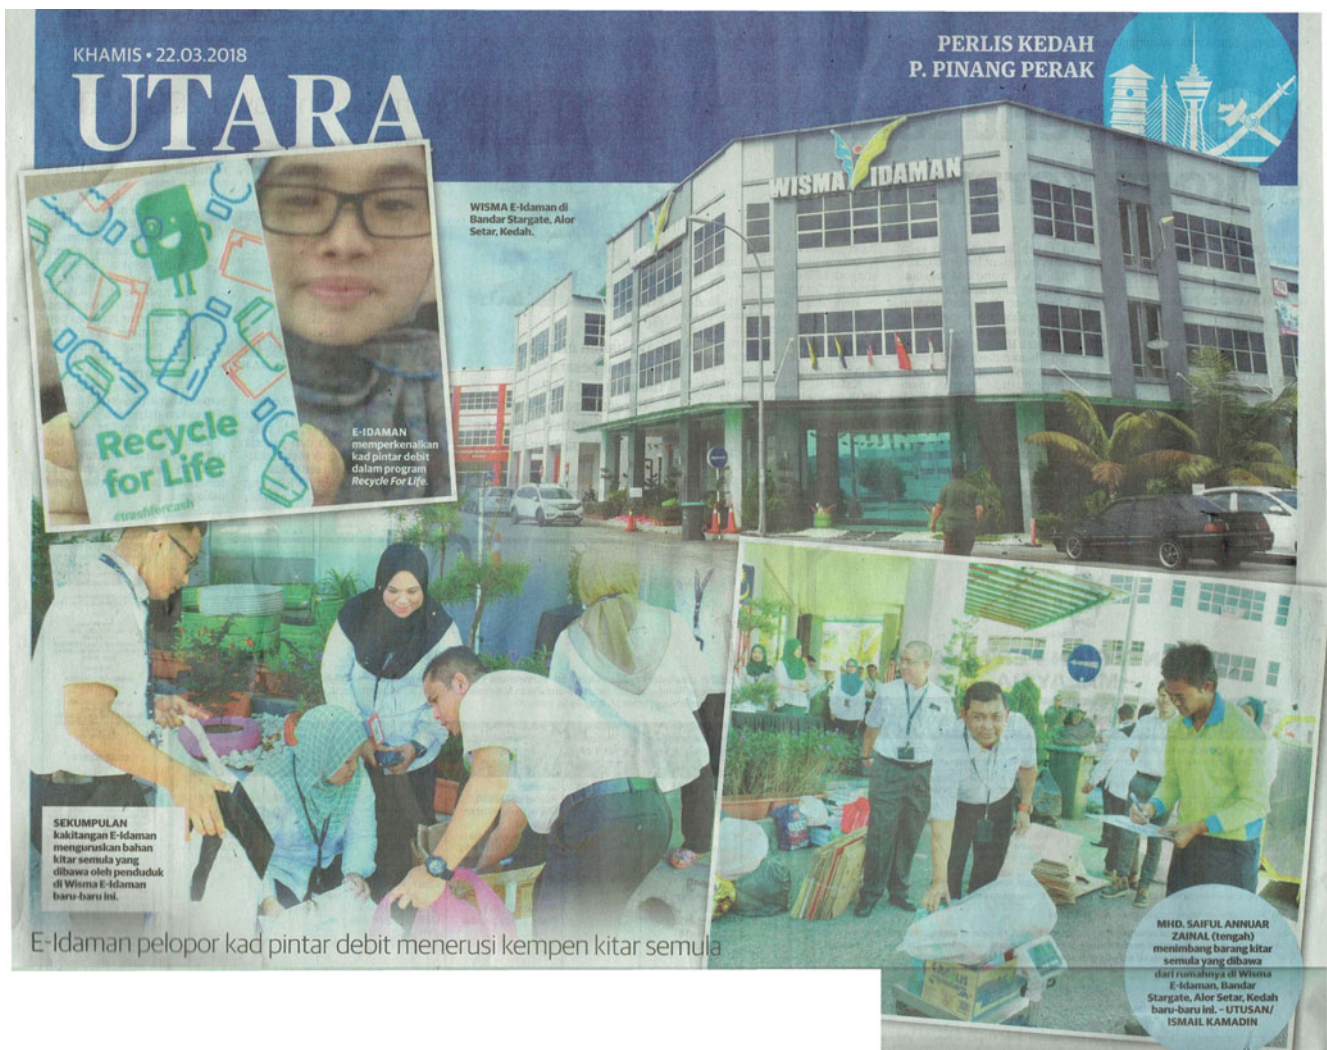 KHAMIS • 22.03.2018
UTARA
PERLIS KEDAH
P. PINANG PERAK
WISMA IDAMAN
WISMA E-Idaman di
Bandar Stargate, Alor
Setar, Kedah.
Recycle
for Life
#trashforcash
E-IDAMAN
memperkenalkan
kad pintar debit
dalam program
Recycle For Life.
SEKUMPULAN
kakitangan E-Idaman
menguruskan bahan
kitar semula yang
dibawa oleh penduduk
di Wisma E-Idaman
baru-baru ini.
E-Idaman pelopor kad pintar debit menerusi kempen kitar semula
MHD. SAIFUL ANNUAR
ZAINAL (tengah)
menimbang barang kitar
semula yang dibawa
dari rumahnya di Wisma
E-Idaman, Bandar
Stargate, Alor Setar, Kedah
baru-baru ini. – UTUSAN/
ISMAIL KAMADIN